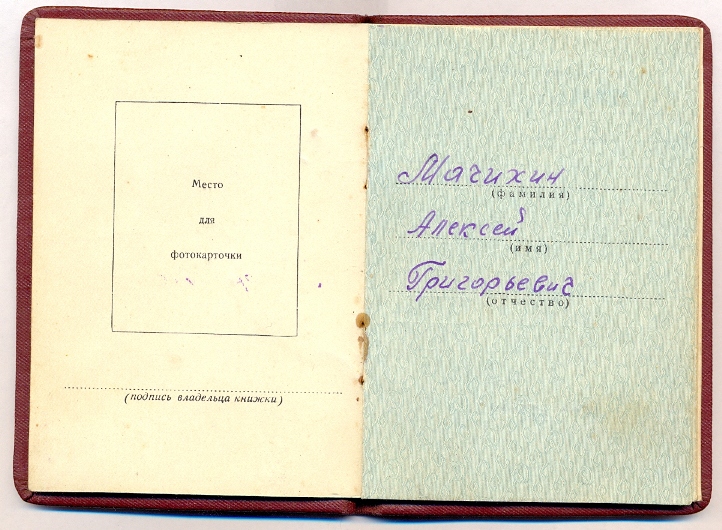 Место
для
фотокарточки
(подпись владельца книжки)
Мачихин
(фамилия)
Алексей
(имя)
Григорьевич
(отчество)